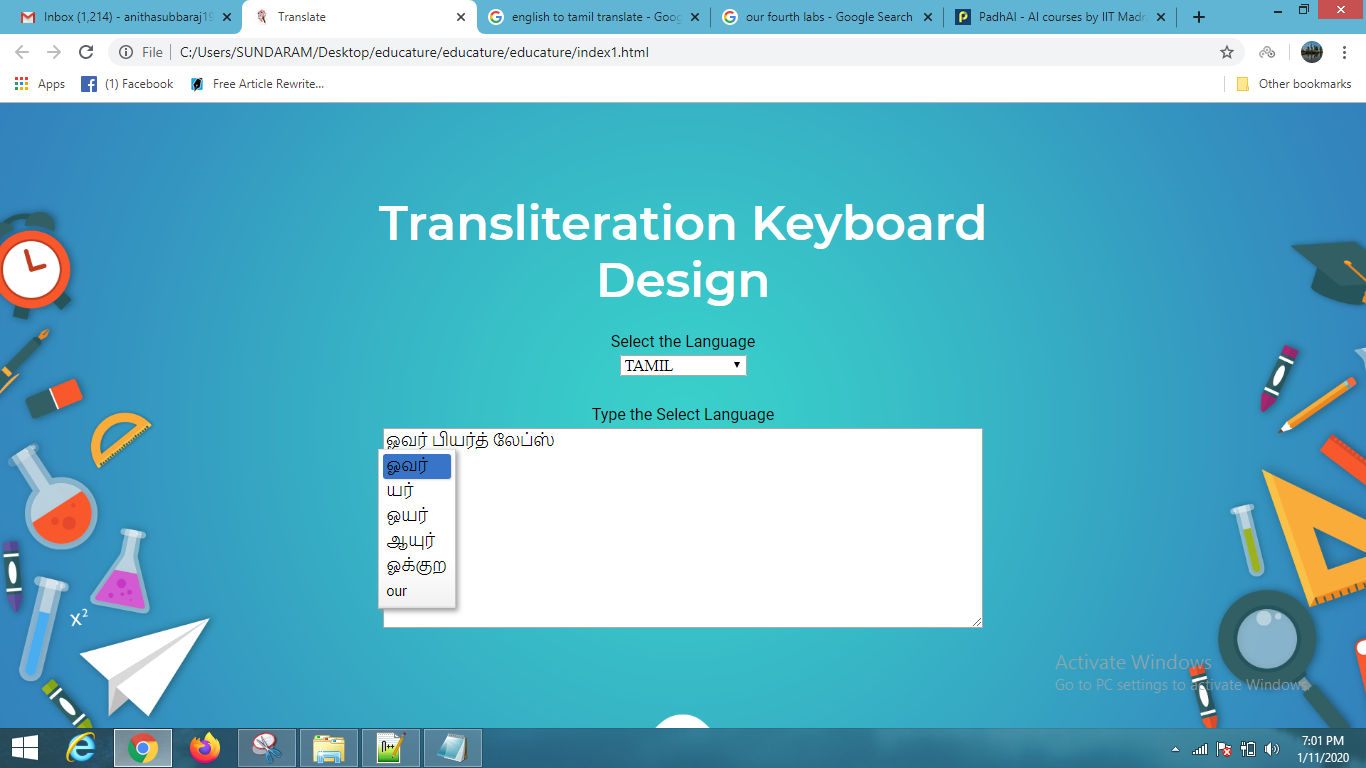 Inbox (1,214) - anithasubbaraj19
Translate
english to tamil translate - Goog
our fourth labs - Google Search
PadhAI - AI courses by IIT Madr
File
C:/Users/SUNDARAM/Desktop/educature/educature/educature/index1.html
Apps
(1) Facebook
Free Article Rewrite...
Other bookmarks
Transliteration Keyboard
Design
Select the Language
TAMIL
Type the Select Language
ஓவர் பியர்த் லேப்ஸ்
ஓவர்
யர்
ஒயர்
ஆயுர்
ஒக்குற
our
x²
Activate Windows
Go to PC settings to activate Windows.
7:01 PM
1/11/2020